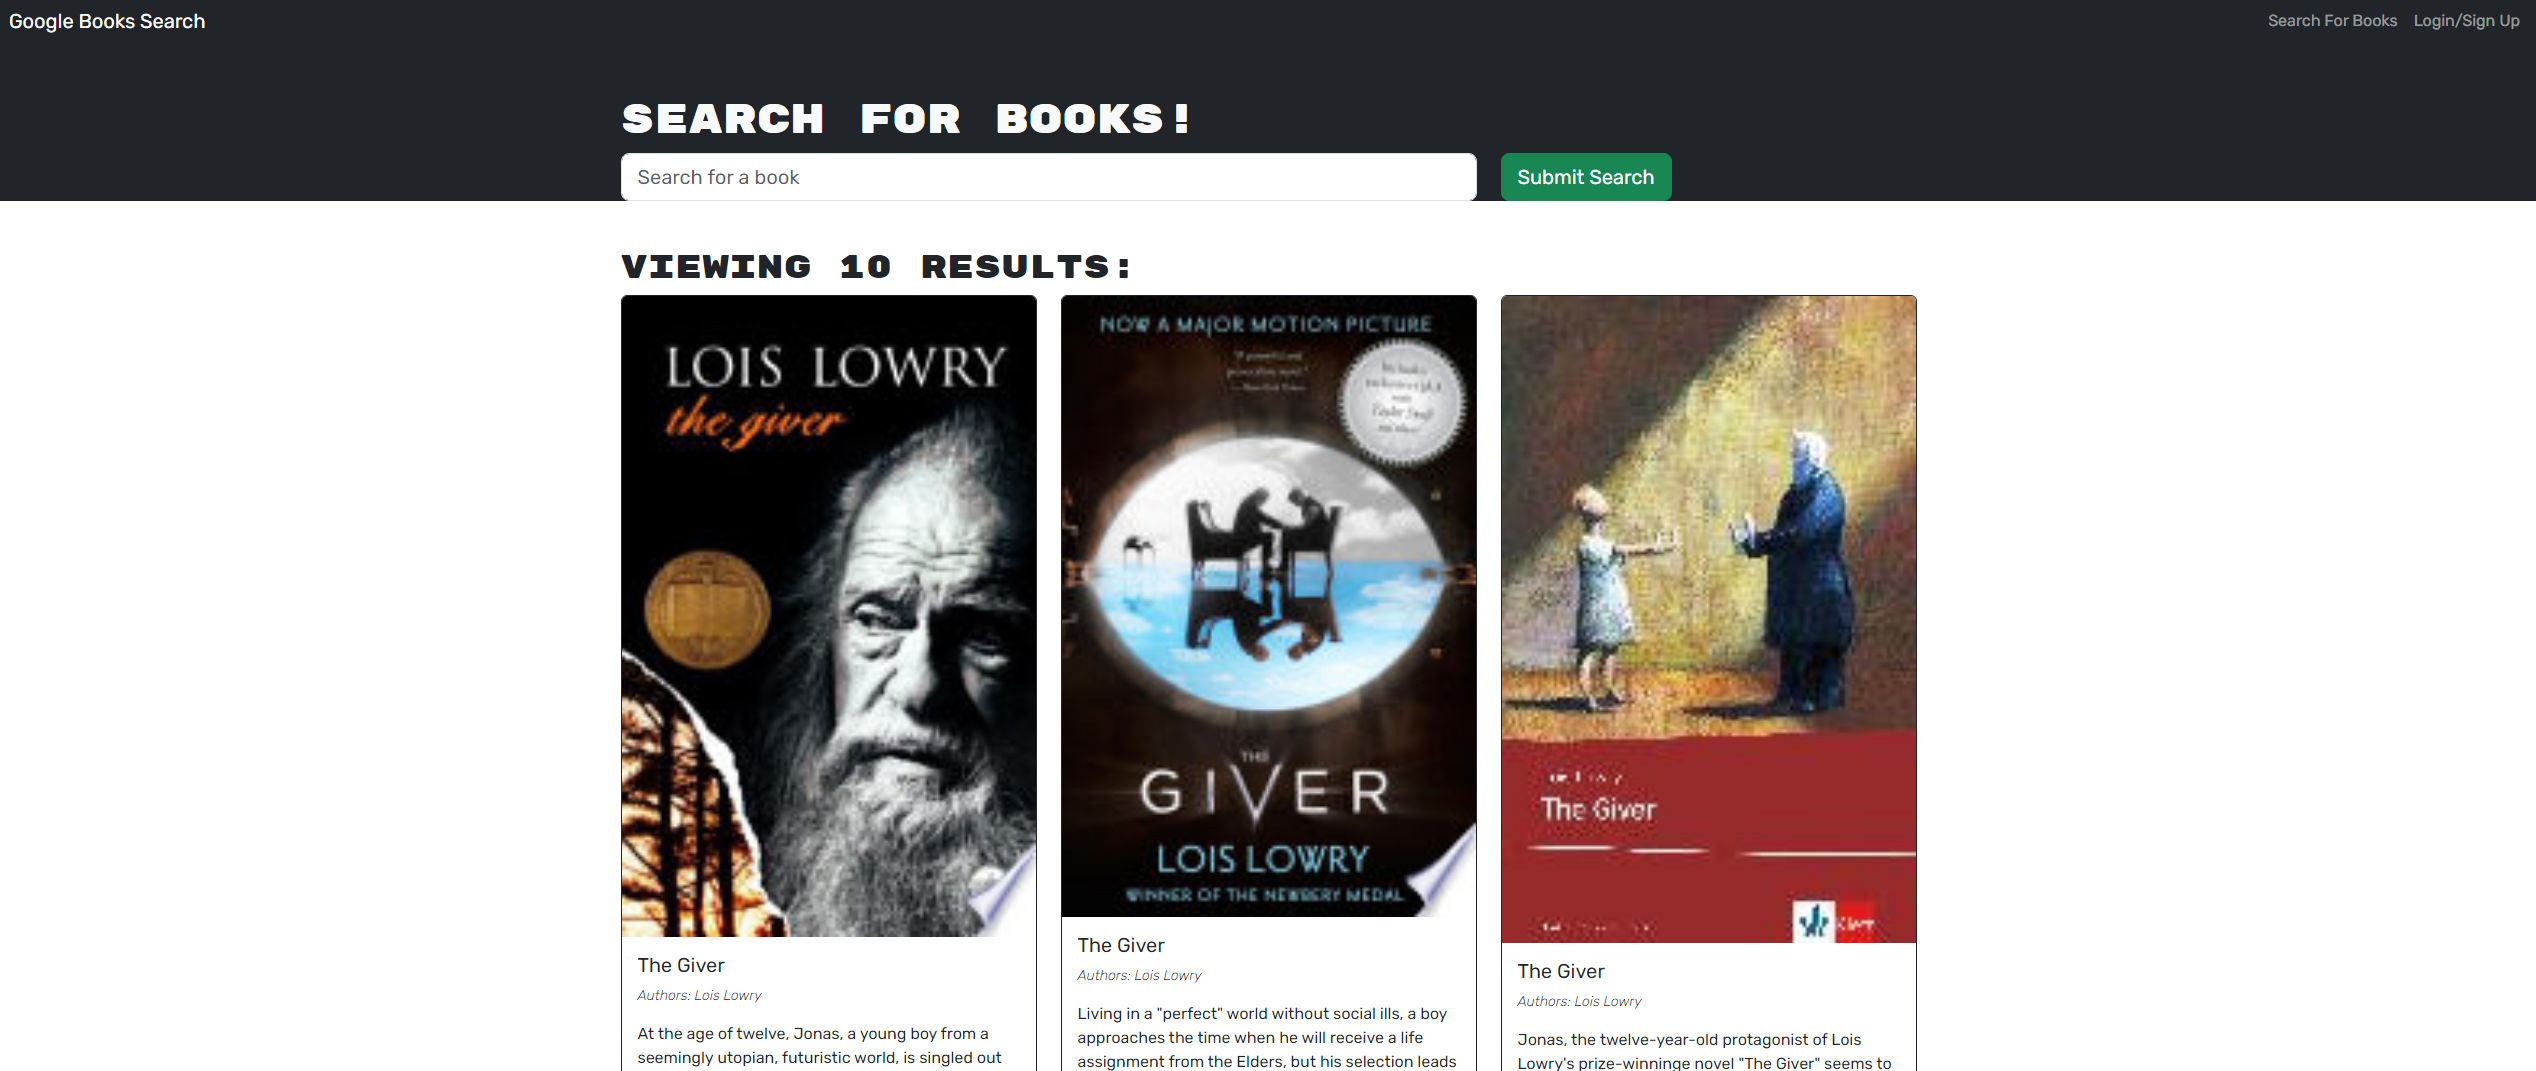 Google Books Search
Search For Books
Login/Sign Up
SEARCH FOR BOOKS!
Search for a book
Submit Search
VIEWING 10 RESULTS:
LOIS LOWRY
the giver
The Giver
Authors: Lois Lowry
At the age of twelve, Jonas, a young boy from a
seemingly utopian, futuristic world, is singled out
NOW A MAJOR MOTION PICTURE
THE
GIVER
LOIS LOWRY
WINNER OF THE NEWBERY MEDAL
The Giver
Authors: Lois Lowry
Living in a "perfect" world without social ills, a boy
approaches the time when he will receive a life
assignment from the Elders, but his selection leads
The Giver
The Giver
Authors: Lois Lowry
Jonas, the twelve-year-old protagonist of Lois
Lowry's prize-winninge novel "The Giver" seems to